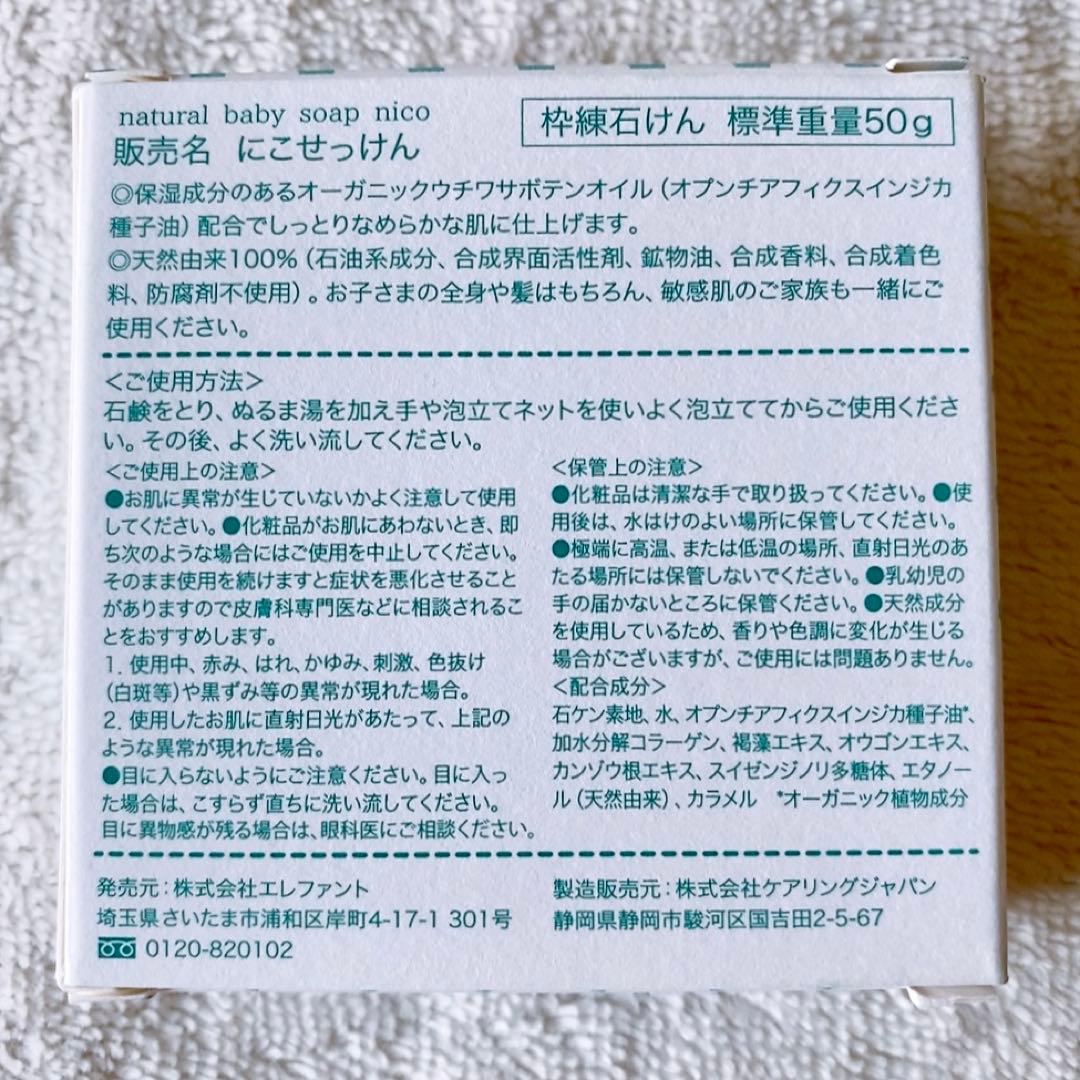 natural baby soap nico
販売名 にこせっけん
枠練石けん 標準重量50g
◎保湿成分のあるオーガニックウチワサボテンオイル（オプンチアフィクスインジカ
種子油）配合でしっとりなめらかな肌に仕上げます。
◎天然由来100%（石油系成分、合成界面活性剤、鉱物油、合成香料、合成着色
料、防腐剤不使用）。お子さまの全身や髪はもちろん、敏感肌のご家族も一緒にご
使用ください。
＜ご使用方法＞
石鹸をとり、ぬるま湯を加え手や泡立てネットを使いよく泡立ててからご使用くださ
い。その後、よく洗い流してください。
＜ご使用上の注意＞
●お肌に異常が生じていないかよく注意して使用
してください。●化粧品がお肌にあわないとき、即
ち次のような場合にはご使用を中止してください。
そのまま使用を続けますと症状を悪化させること
がありますので皮膚科専門医などに相談されるこ
とをおすすめします。
1. 使用中、赤み、はれ、かゆみ、刺激、色抜け
（白斑等）や黒ずみ等の異常が現れた場合。
2. 使用したお肌に直射日光があたって、上記の
ような異常が現れた場合。
●目に入らないようにご注意ください。目に入っ
た場合は、こすらず直ちに洗い流してください。
目に異物感が残る場合は、眼科医にご相談ください。
＜保管上の注意＞
●化粧品は清潔な手で取り扱ってください。●使
用後は、水はけのよい場所に保管してください。
●極端に高温、または低温の場所、直射日光のあ
たる場所には保管しないでください。●乳幼児の
手の届かないところに保管ください。●天然成分
を使用しているため、香りや色調に変化が生じる
場合がございますが、ご使用には問題ありません。
＜配合成分＞
石ケン素地、水、オプンチアフィクスインジカ種子油*、
加水分解コラーゲン、褐藻エキス、オウゴンエキス、
カンゾウ根エキス、スイゼンジノリ多糖体、エタノー
ル（天然由来）、カラメル *オーガニック植物成分
発売元：株式会社エレファント
埼玉県さいたま市浦和区岸町4-17-1 301号
0120-820102
製造販売元：株式会社ケアリングジャパン
静岡県静岡市駿河区国吉田2-5-67